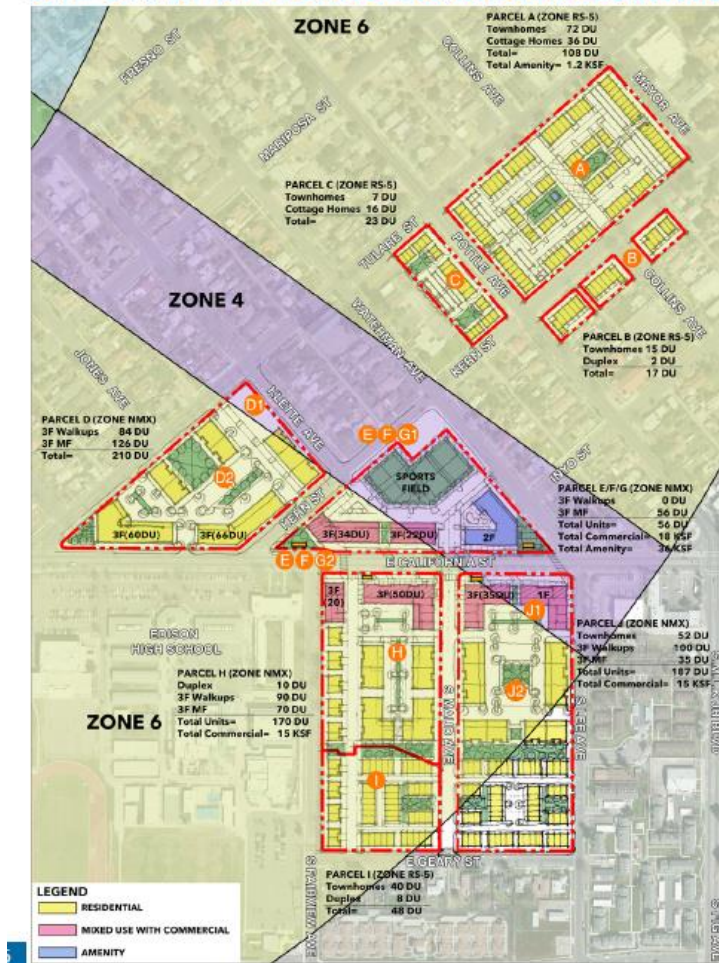 ZONE 6
PARCEL A (ZONE RS-5)
Townhomes 72 DU
Cottage Homes 36 DU
Total= 108 DU
Total Amenity= 1.2 KSF
FRESNO ST
COLLINS AVE
MAYOR AVE
MARIPOSA ST
A
PARCEL C (ZONE RS-5)
Townhomes 7 DU
Cottage Homes 16 DU
Total= 23 DU
TULARE ST
POTTLE AVE
C
B
COLLINS AVE
KERN ST
ZONE 4
WATERMAN AVE
PARCEL B (ZONE RS-5)
Townhomes 15 DU
Duplex 2 DU
Total= 17 DU
JONES AVE
KLETTE AVE
D1
PARCEL D (ZONE NMX)
3F Walkups 84 DU
3F MF 126 DU
Total= 210 DU
D2
KERN ST
3F(60DU)
3F(66DU)
E F G1
SPORTS
FIELD
INYO ST
PARCEL E/F/G (ZONE NMX)
3F Walkups 0 DU
3F MF 56 DU
Total Units= 56 DU
Total Commercial= 18 KSF
Total Amenity= 36 KSF
3F(34DU)
3F(22DU)
2F
E F G2
E CALIFORNIA ST
3F
(20)
3F(50DU)
3F(35DU)
1F
J1
EDISON
HIGH SCHOOL
PARCEL J (ZONE NMX)
Townhomes 52 DU
3F Walkups 100 DU
3F MF 35 DU
Total Units= 187 DU
Total Commercial= 15 KSF
H
J2
PARCEL H (ZONE NMX)
Duplex 10 DU
3F Walkups 90 DU
3F MF 70 DU
Total Units= 170 DU
Total Commercial= 15 KSF
ZONE 6
S LEE AVE
I
E GEARY ST
S FAIRVIEW AVE
PARCEL I (ZONE RS-5)
Townhomes 40 DU
Duplex 8 DU
Total= 48 DU
LEGEND
RESIDENTIAL
MIXED USE WITH COMMERCIAL
AMENITY